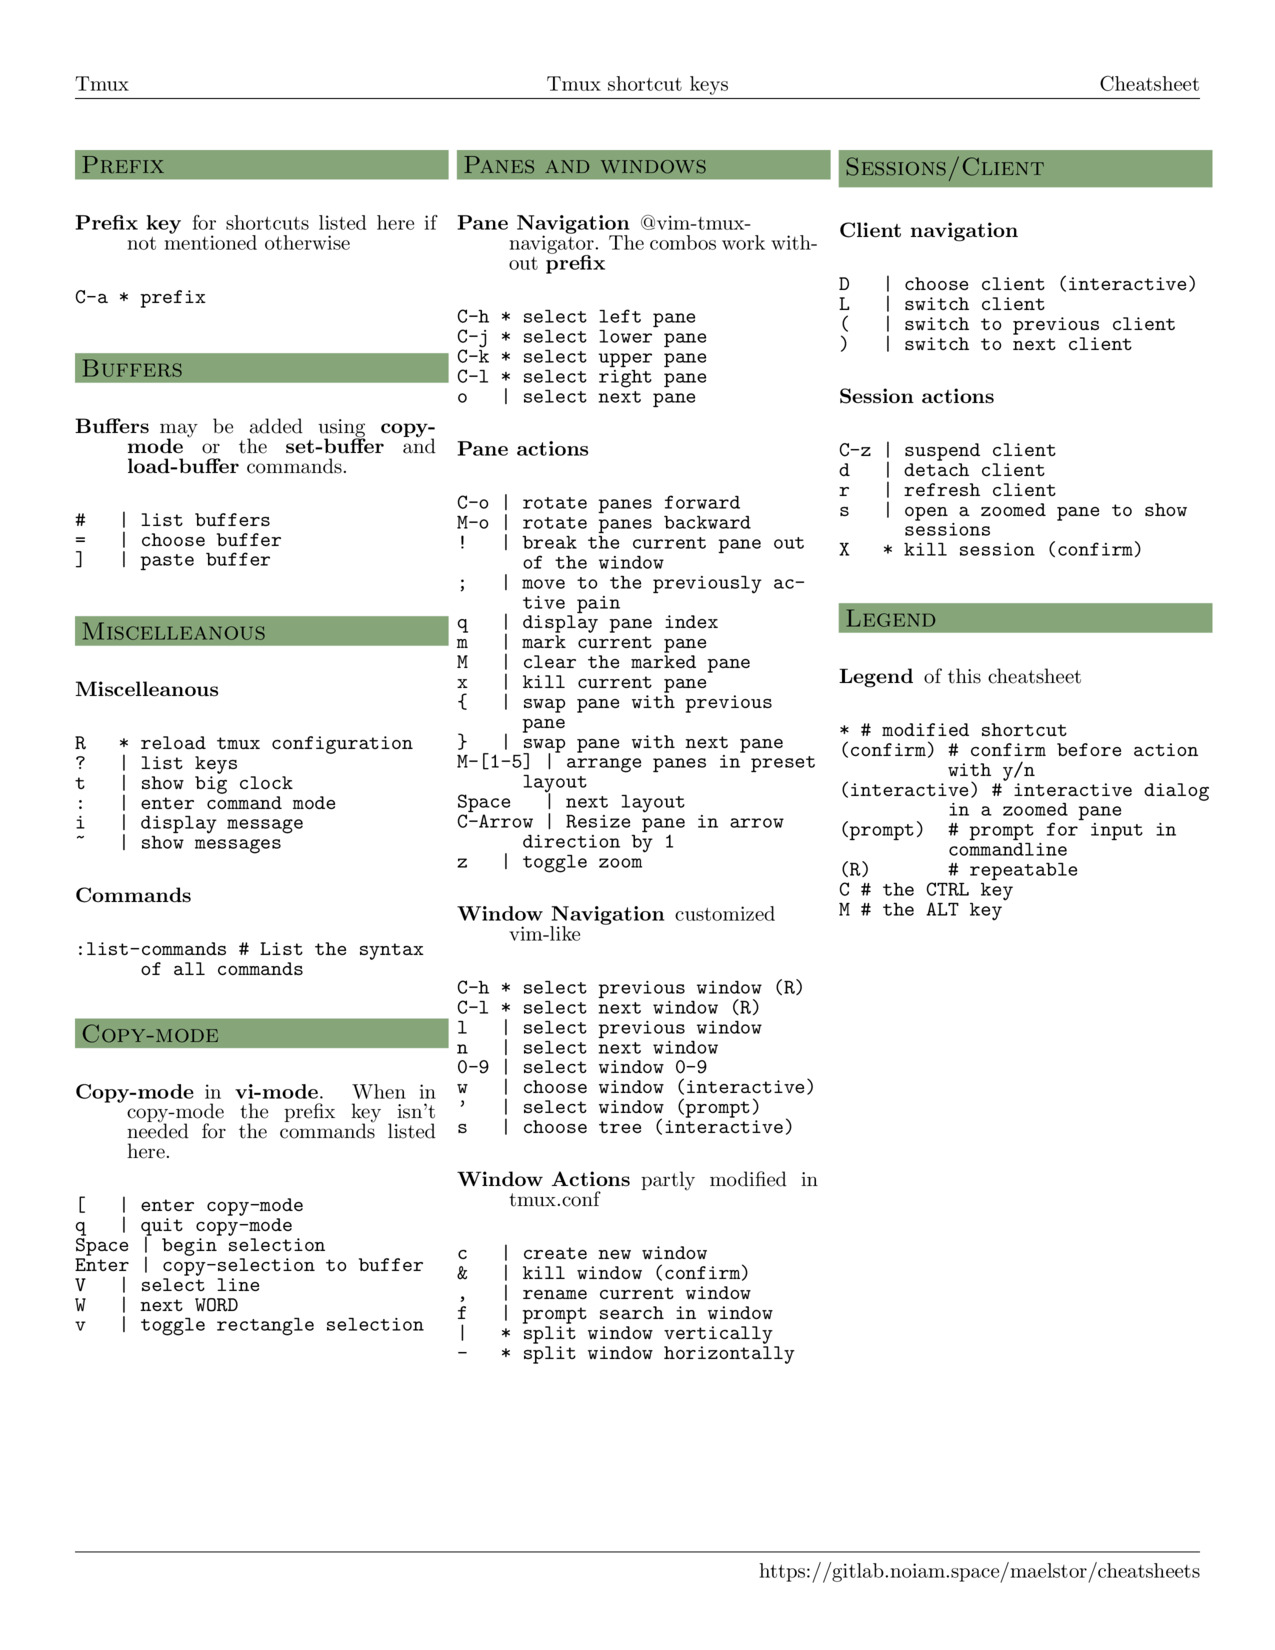 Tmux
Tmux shortcut keys
Cheatsheet
Prefix
Prefix key for shortcuts listed here if
not mentioned otherwise
C-a * prefix
Buffers
Buffers may be added using copy-
mode or the set-buffer and
load-buffer commands.
#   | list buffers
=   | choose buffer
]   | paste buffer
Miscelleanous
Miscelleanous
R   * reload tmux configuration
?   | list keys
t   | show big clock
:   | enter command mode
i   | display message
~   | show messages
Commands
:list-commands # List the syntax
of all commands
Copy-mode
Copy-mode in vi-mode. When in
copy-mode the prefix key isn't
needed for the commands listed
here.
[   | enter copy-mode
q   | quit copy-mode
Space | begin selection
Enter | copy-selection to buffer
V   | select line
W   | next WORD
v   | toggle rectangle selection
Panes and windows
Pane Navigation @vim-tmux-
navigator. The combos work with-
out prefix
C-h * select left pane
C-j * select lower pane
C-k * select upper pane
C-l * select right pane
o   | select next pane
Pane actions
C-o | rotate panes forward
M-o | rotate panes backward
!   | break the current pane out
of the window
;   | move to the previously ac-
tive pain
q   | display pane index
m   | mark current pane
M   | clear the marked pane
x   | kill current pane
{   | swap pane with previous
pane
}   | swap pane with next pane
M-[1-5] | arrange panes in preset
layout
Space   | next layout
C-Arrow | Resize pane in arrow
direction by 1
z   | toggle zoom
Window Navigation customized
vim-like
C-h * select previous window (R)
C-l * select next window (R)
l   | select previous window
n   | select next window
0-9 | select window 0-9
w   | choose window (interactive)
’   | select window (prompt)
s   | choose tree (interactive)
Window Actions partly modified in
tmux.conf
c   | create new window
&   | kill window (confirm)
,   | rename current window
f   | prompt search in window
|   * split window vertically
-   * split window horizontally
Sessions/Client
Client navigation
D   | choose client (interactive)
L   | switch client
(   | switch to previous client
)   | switch to next client
Session actions
C-z | suspend client
d   | detach client
r   | refresh client
s   | open a zoomed pane to show
sessions
X   * kill session (confirm)
Legend
Legend of this cheatsheet
* # modified shortcut
(confirm) # confirm before action
with y/n
(interactive) # interactive dialog
in a zoomed pane
(prompt)  # prompt for input in
commandline
(R)       # repeatable
C # the CTRL key
M # the ALT key
https://gitlab.noiam.space/maelstor/cheatsheets